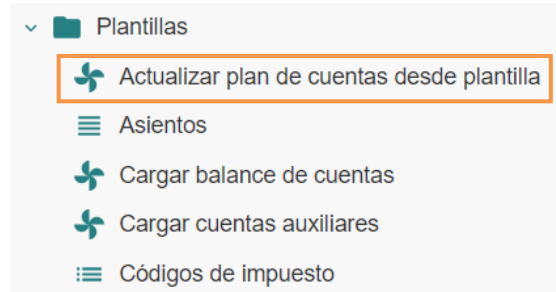 Plantillas
Actualizar plan de cuentas desde plantilla
Asientos
Cargar balance de cuentas
Cargar cuentas auxiliares
Códigos de impuesto